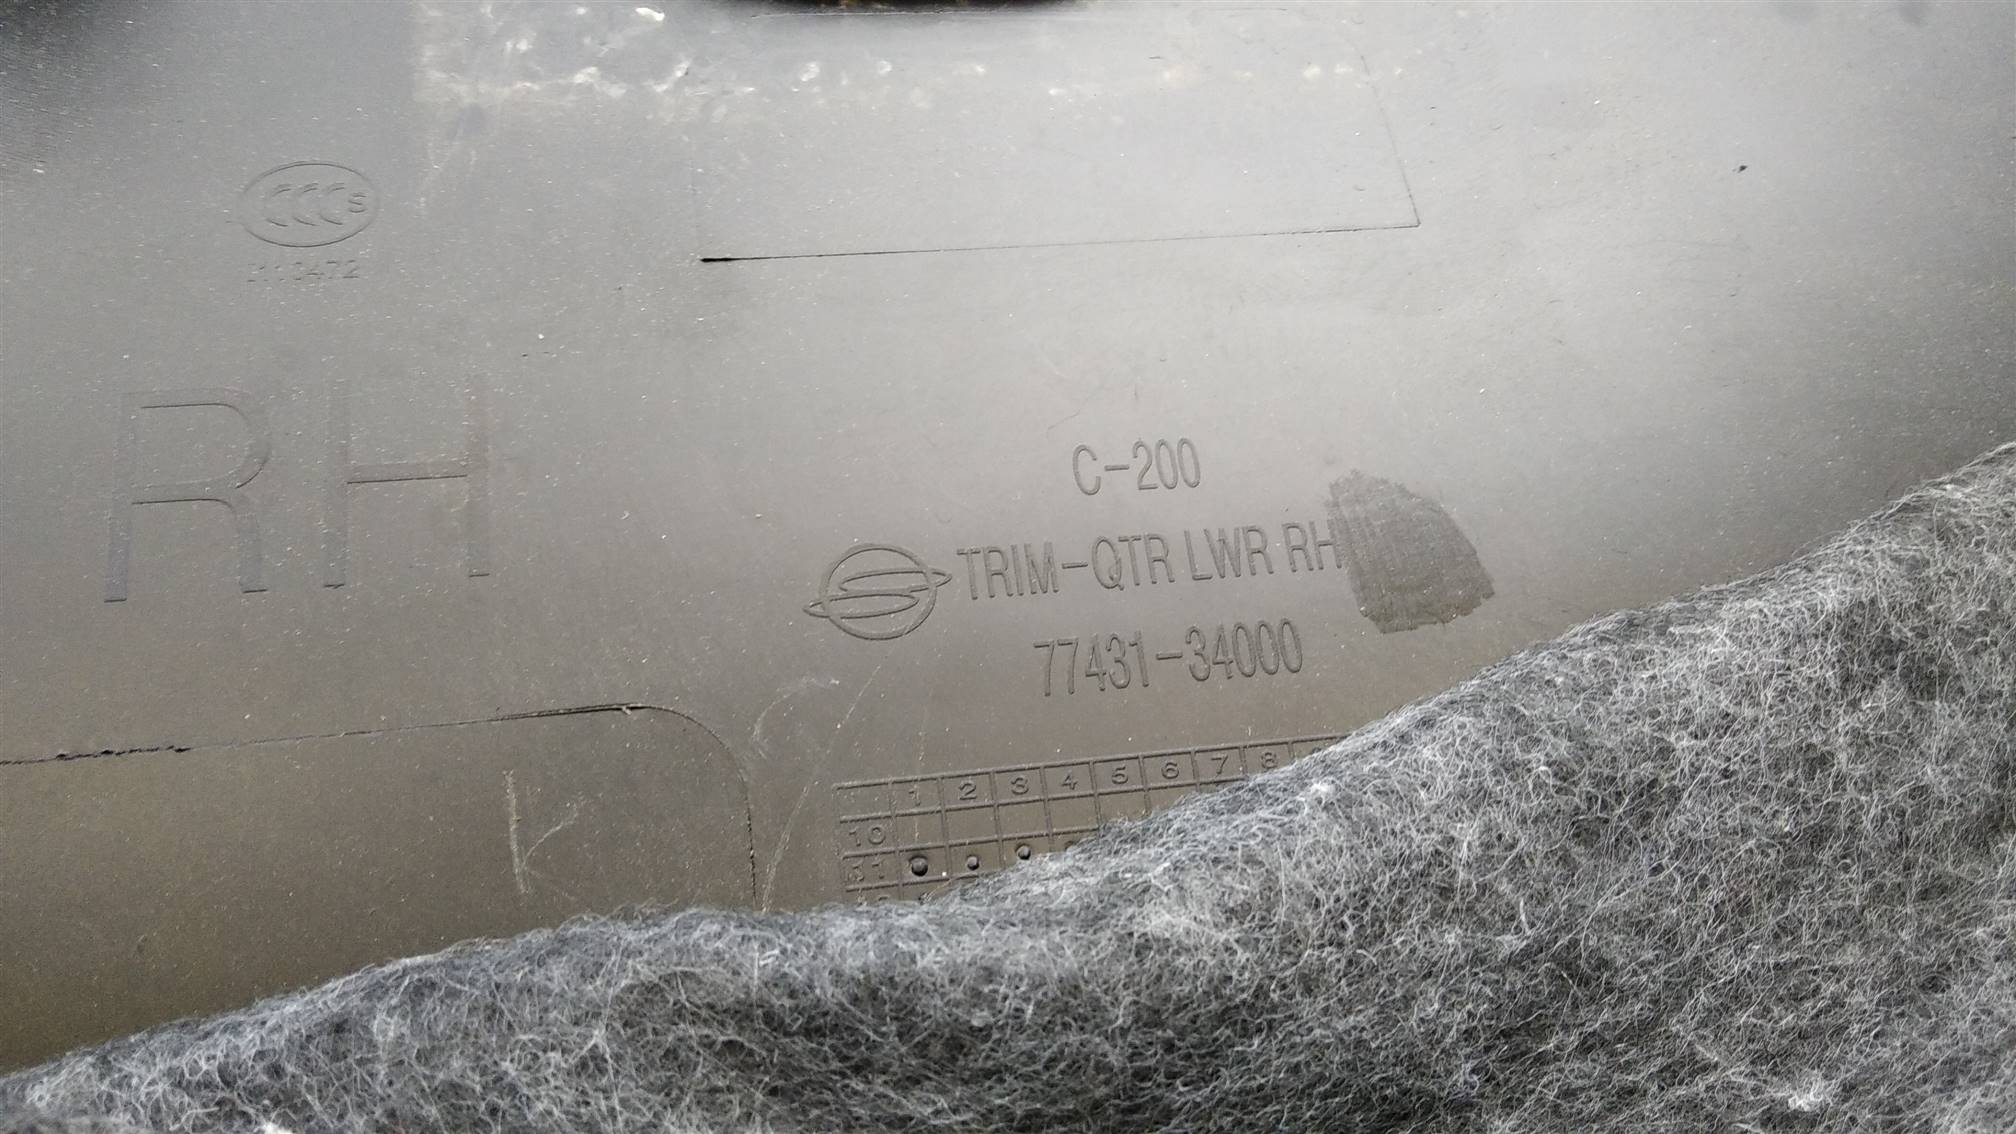 CCC S
RH
C-200
TRIM-QTR LWR RH
77431-34000
1 2 3 4 5 6 7 8
10
11